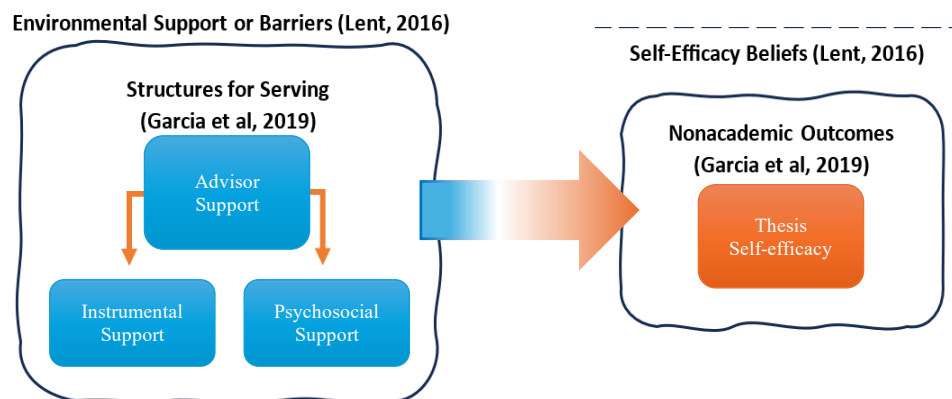 Environmental Support or Barriers (Lent, 2016)
Structures for Serving
(Garcia et al, 2019)
Advisor
Support
Instrumental
Support
Psychosocial
Support
Self-Efficacy Beliefs (Lent, 2016)
Nonacademic Outcomes
(Garcia et al, 2019)
Thesis
Self-efficacy